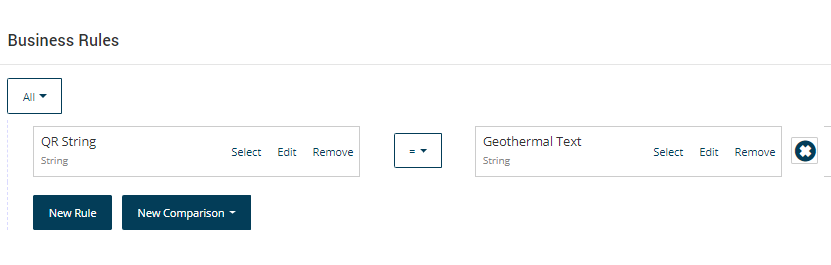 Business Rules
All
QR String
String
Select Edit Remove
=
Geothermal Text
String
Select Edit Remove
New Rule New Comparison